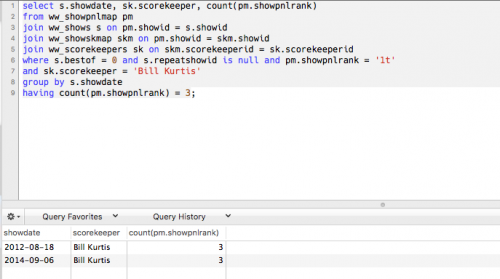 1 select s.showdate, sk.scorekeeper, count(pm.showpnlrank)
2 from ww_showpnlmap pm
3 join ww_shows s on pm.showid = s.showid
4 join ww_showskmap skm on pm.showid = skm.showid
5 join ww_scorekeepers sk on skm.scorekeeperid = sk.scorekeeperid
6 where s.bestof = 0 and s.repeatshowid is null and pm.showpnlrank = '1t'
7 and sk.scorekeeper = 'Bill Kurtis'
8 group by s.showdate
9 having count(pm.showpnlrank) = 3;
Query Favorites Query History
showdate scorekeeper count(pm.showpnlrank)
2012-08-18 Bill Kurtis 3
2014-09-06 Bill Kurtis 3